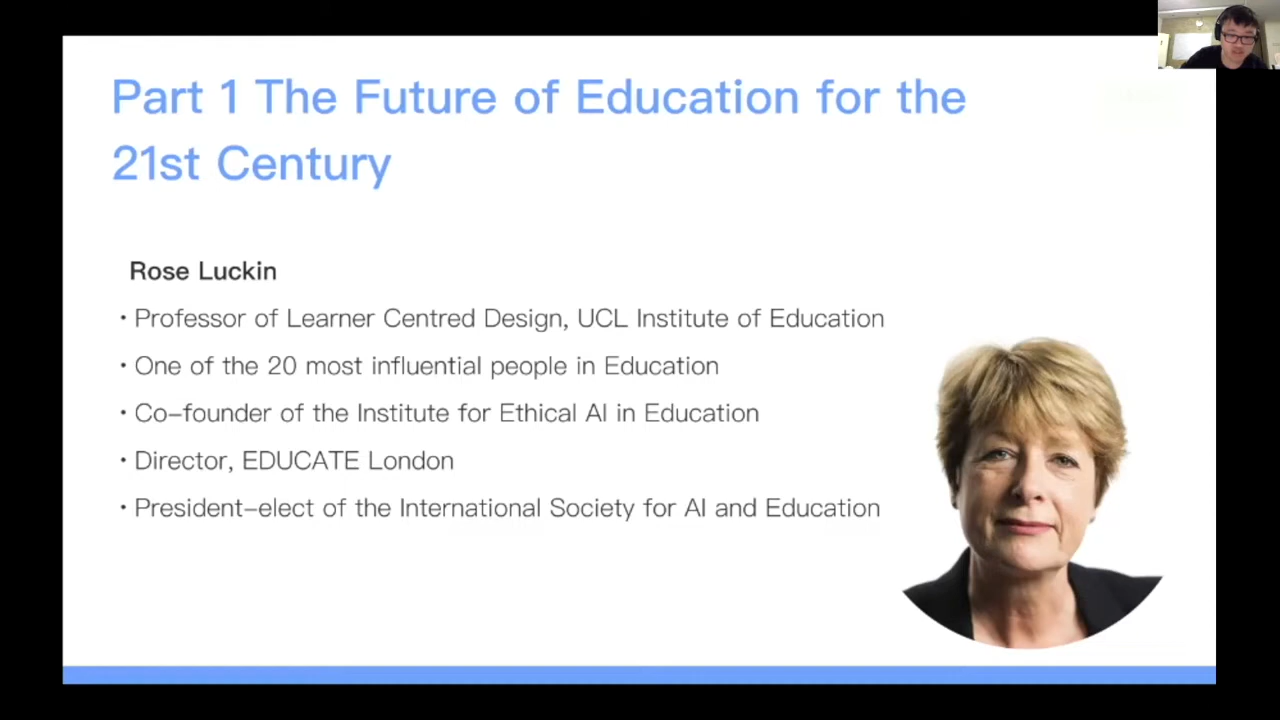 Part 1 The Future of Education for the
21st Century
Rose Luckin
• Professor of Learner Centred Design, UCL Institute of Education
• One of the 20 most influential people in Education
• Co-founder of the Institute for Ethical AI in Education
• Director, EDUCATE London
• President-elect of the International Society for AI and Education